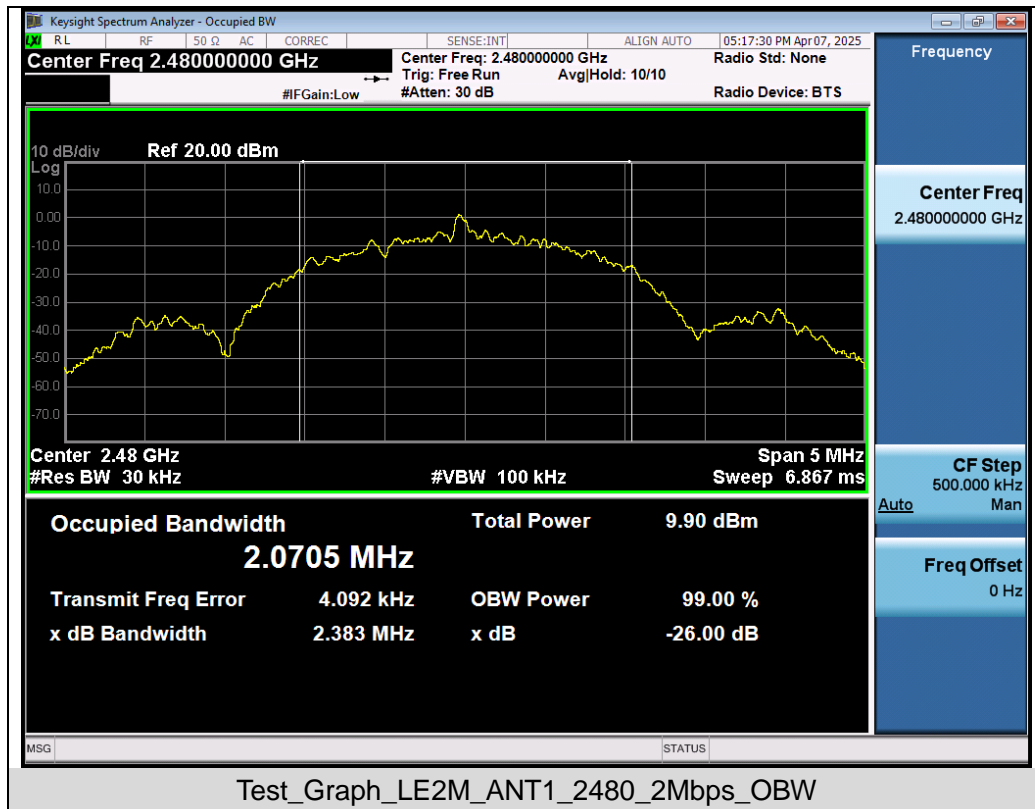 Keysight Spectrum Analyzer - Occupied BW
LXI RL RF 50 Ω AC CORREC SENSE:INT ALIGN AUTO 05:17:30 PM Apr 07, 2025
Center Freq 2.480000000 GHz
Center Freq: 2.480000000 GHz Radio Std: None
Trig: Free Run Avg|Hold: 10/10
#IFGain:Low #Atten: 30 dB Radio Device: BTS
10 dB/div Ref 20.00 dBm
Log
10.0
0.00
-10.0
-20.0
-30.0
-40.0
-50.0
-60.0
-70.0
Center 2.48 GHz Span 5 MHz
#Res BW 30 kHz #VBW 100 kHz Sweep 6.867 ms
Occupied Bandwidth Total Power 9.90 dBm
2.0705 MHz
Transmit Freq Error 4.092 kHz OBW Power 99.00 %
x dB Bandwidth 2.383 MHz x dB -26.00 dB
MSG STATUS
Frequency
Center Freq
2.480000000 GHz
CF Step
500.000 kHz
Auto Man
Freq Offset
0 Hz
Test_Graph_LE2M_ANT1_2480_2Mbps_OBW